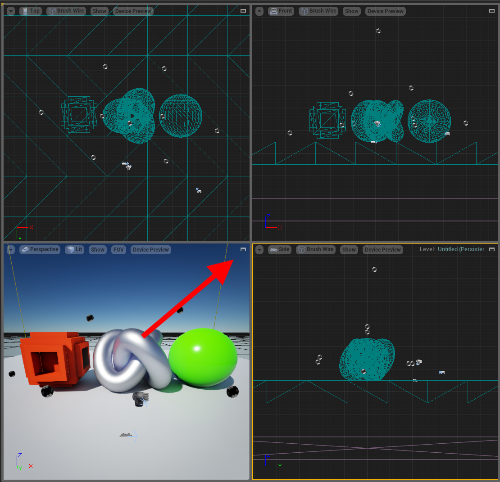 Top Brush Wire Show Device Preview
Front Brush Wire Show Device Preview
Perspective Lit Show FOV Device Preview
Side Brush Wire Show Device Preview Level: Untitled (Persister